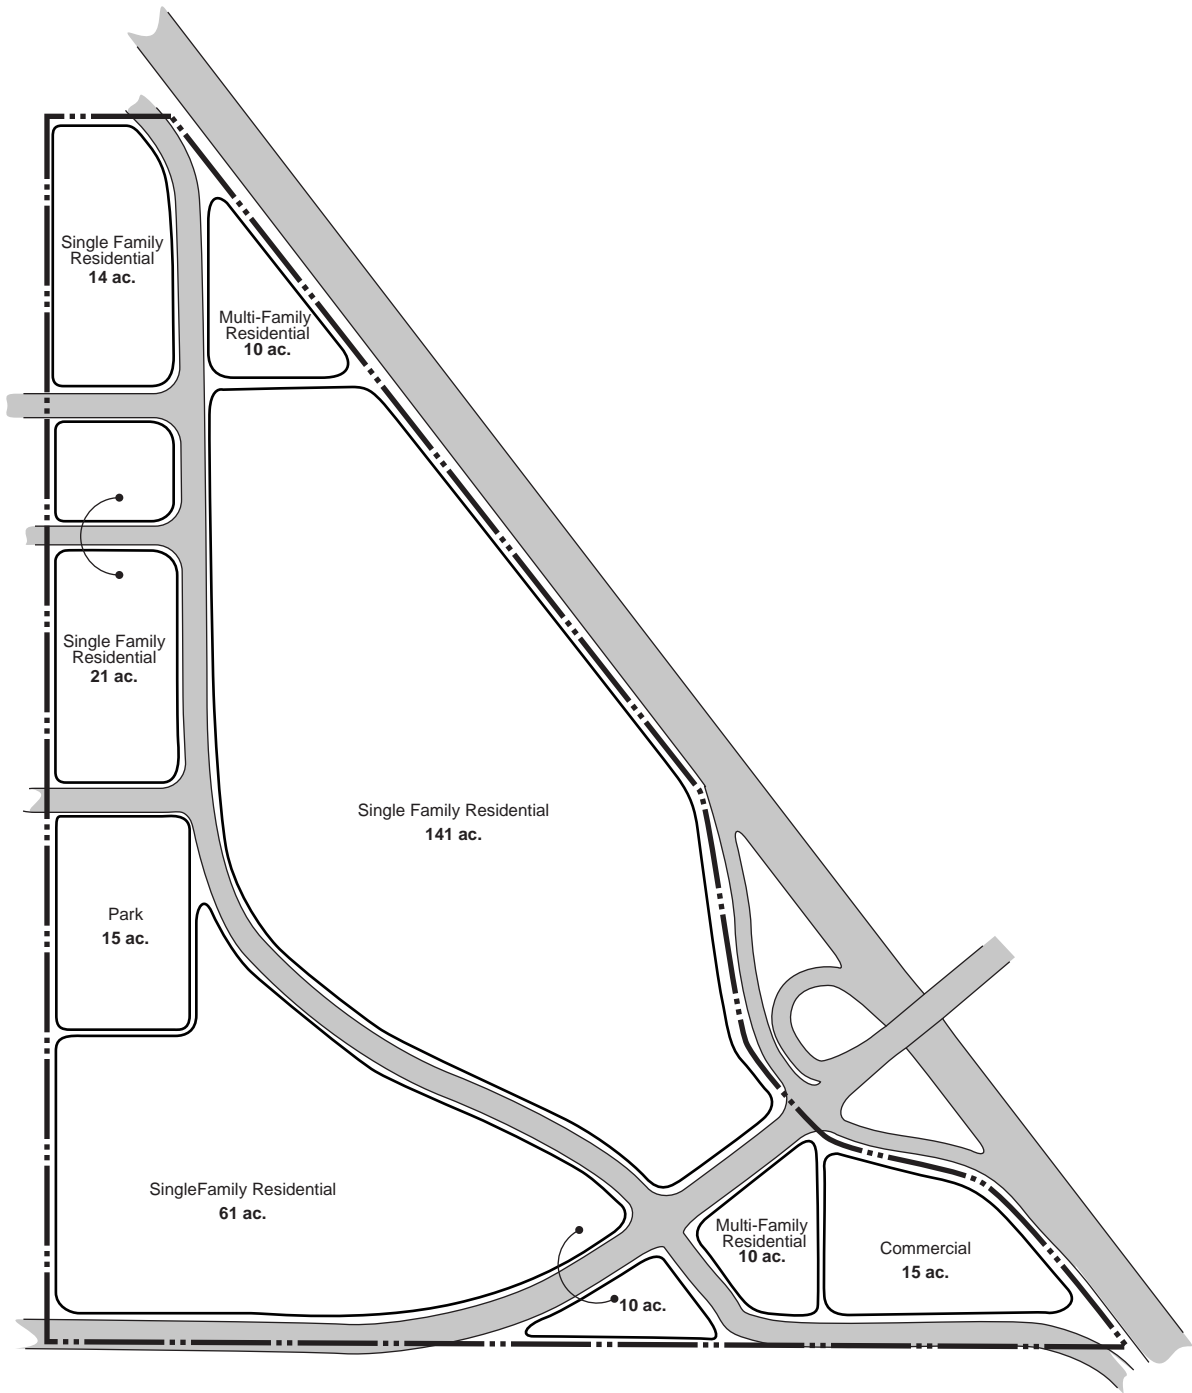 Single Family
Residential
14 ac.
Multi-Family
Residential
10 ac.
Single Family
Residential
21 ac.
Single Family Residential
141 ac.
Park
15 ac.
SingleFamily Residential
61 ac.
Multi-Family
Residential
10 ac.
Commercial
15 ac.
10 ac.